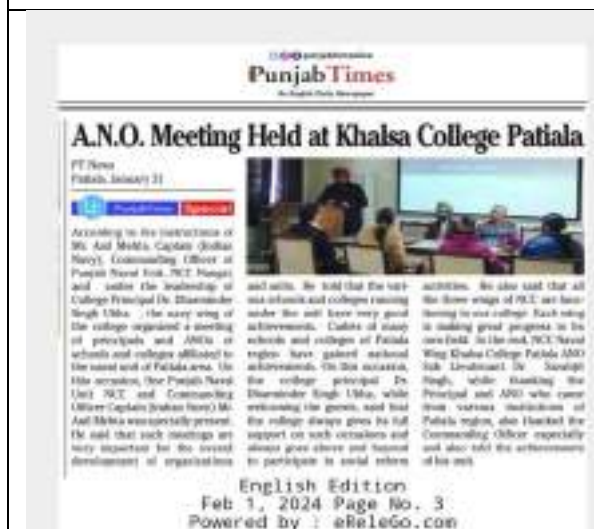 PunjabTimes
An English Daily Newspaper
A.N.O. Meeting Held at Khalsa College Patiala
PT News
Patiala, January 31
PunjabTimes Special
According to the instructions of
Mr. Anil Mehta, Captain (Indian
Navy), Commanding Officer of
Punjab Naval Unit, NCC Nangal,
and under the leadership of
College Principal Dr. Dharminder
Singh Ubha , the navy wing of
the college organized a meeting
of principals and ANOs of
schools and colleges affiliated to
the naval unit of Patiala area. On
this occasion, One Punjab Naval
Unit NCC and Commanding
Officer Captain (Indian Navy) Mr.
Anil Mehta was specially present.
He said that such meetings are
very important for the overall
development of organizations
and units. He told that the vari-
ous schools and colleges running
under the unit have very good
achievements. Cadets of many
schools and colleges of Patiala
region have gained national
achievements. On this occasion,
the college principal Dr.
Dharminder Singh Ubha, while
welcoming the guests, said that
the college always gives its full
support on such occasions and
always goes above and beyond
to participate in social reform
activities. He also said that all
the three wings of NCC are func-
tioning in our college. Each wing
is making great progress in its
own field. In the end, NCC Naval
Wing Khalsa College Patiala ANO
Sub Lieutenant Dr. Sarabjit
Singh, while thanking the
Principal and ANO who came
from various institutions of
Patiala region, also thanked the
Commanding Officer especially
and also told the achievements
of his unit.
English Edition
Feb 1, 2024 Page No. 3
Powered by : eReleGo.com